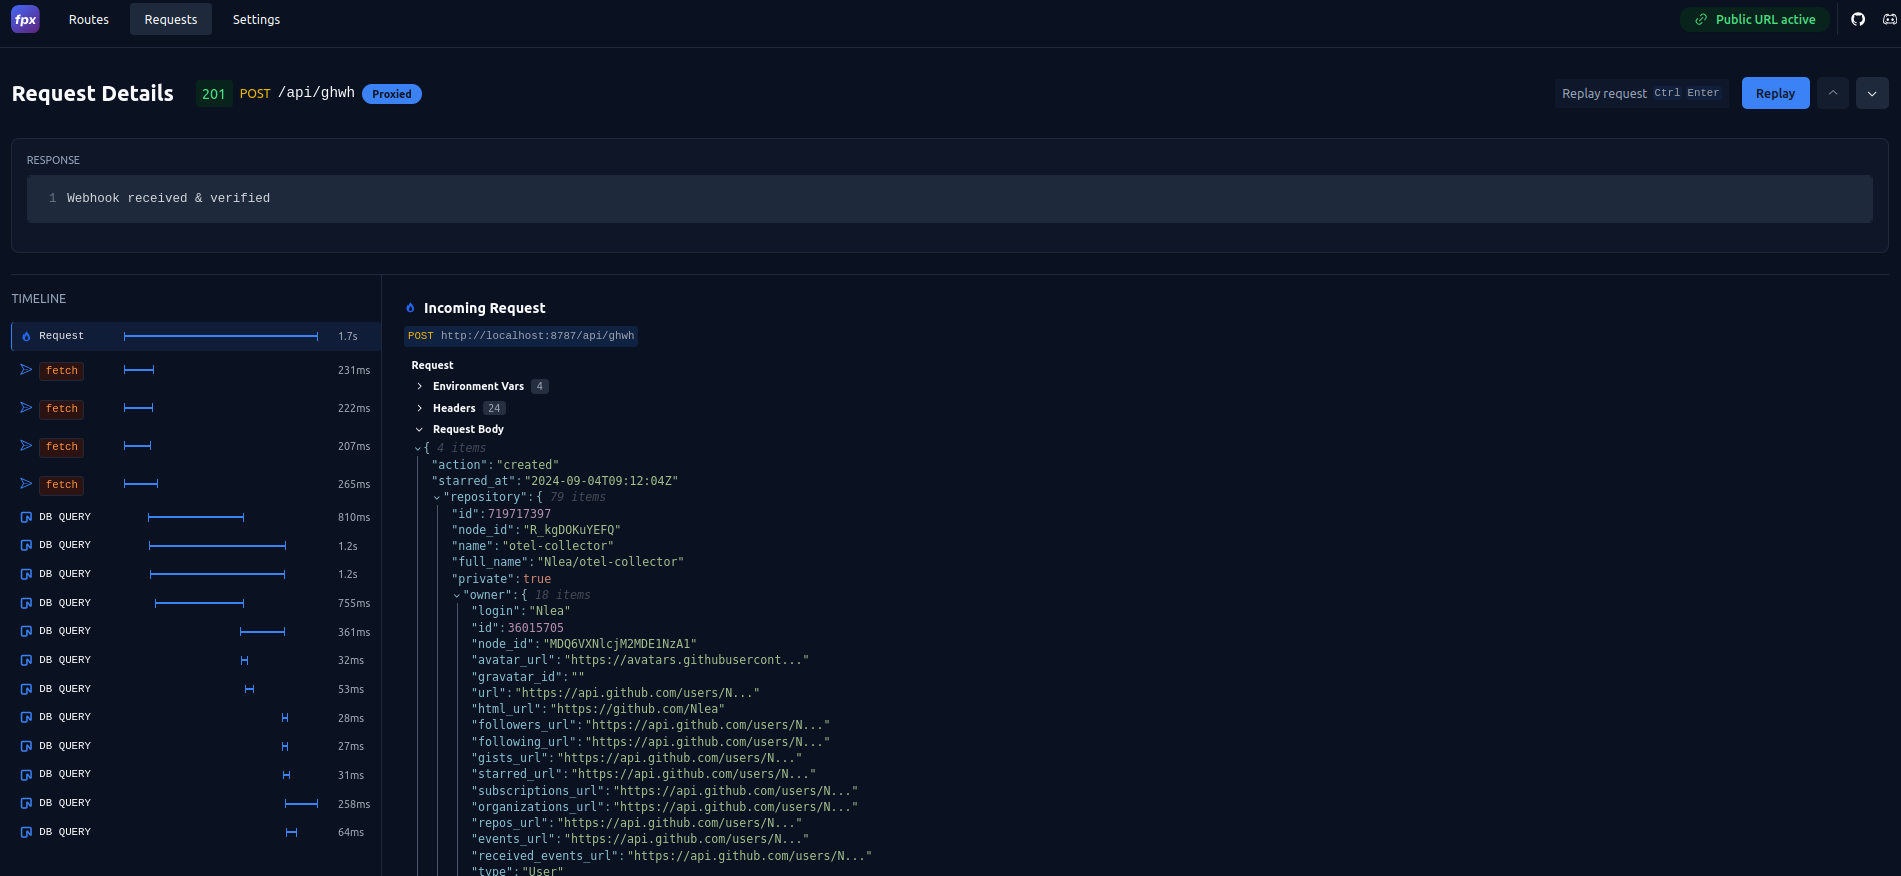 fpx Routes Requests Settings Public URL active
Request Details 201 POST /api/ghwh Proxied Replay request Ctrl Enter Replay
RESPONSE
1 Webhook received & verified
TIMELINE
Request 1.7s
fetch 231ms
fetch 222ms
fetch 207ms
fetch 265ms
DB QUERY 810ms
DB QUERY 1.2s
DB QUERY 1.2s
DB QUERY 755ms
DB QUERY 361ms
DB QUERY 32ms
DB QUERY 53ms
DB QUERY 28ms
DB QUERY 27ms
DB QUERY 31ms
DB QUERY 258ms
DB QUERY 64ms
Incoming Request
POST http://localhost:8787/api/ghwh
Request
Environment Vars 4
Headers 24
Request Body
{ 4 items
"action":"created"
"starred_at":"2024-09-04T09:12:04Z"
"repository":{ 79 items
"id":719717397
"node_id":"R_kgDOKuYEFQ"
"name":"otel-collector"
"full_name":"Nlea/otel-collector"
"private":true
"owner":{ 18 items
"login":"Nlea"
"id":36015705
"node_id":"MDQ6VXNlcjM2MDE1NzA1"
"avatar_url":"https://avatars.githubusercont..."
"gravatar_id":""
"url":"https://api.github.com/users/N..."
"html_url":"https://github.com/Nlea"
"followers_url":"https://api.github.com/users/N..."
"following_url":"https://api.github.com/users/N..."
"gists_url":"https://api.github.com/users/N..."
"starred_url":"https://api.github.com/users/N..."
"subscriptions_url":"https://api.github.com/users/N..."
"organizations_url":"https://api.github.com/users/N..."
"repos_url":"https://api.github.com/users/N..."
"events_url":"https://api.github.com/users/N..."
"received_events_url":"https://api.github.com/users/N..."
"type":"User"